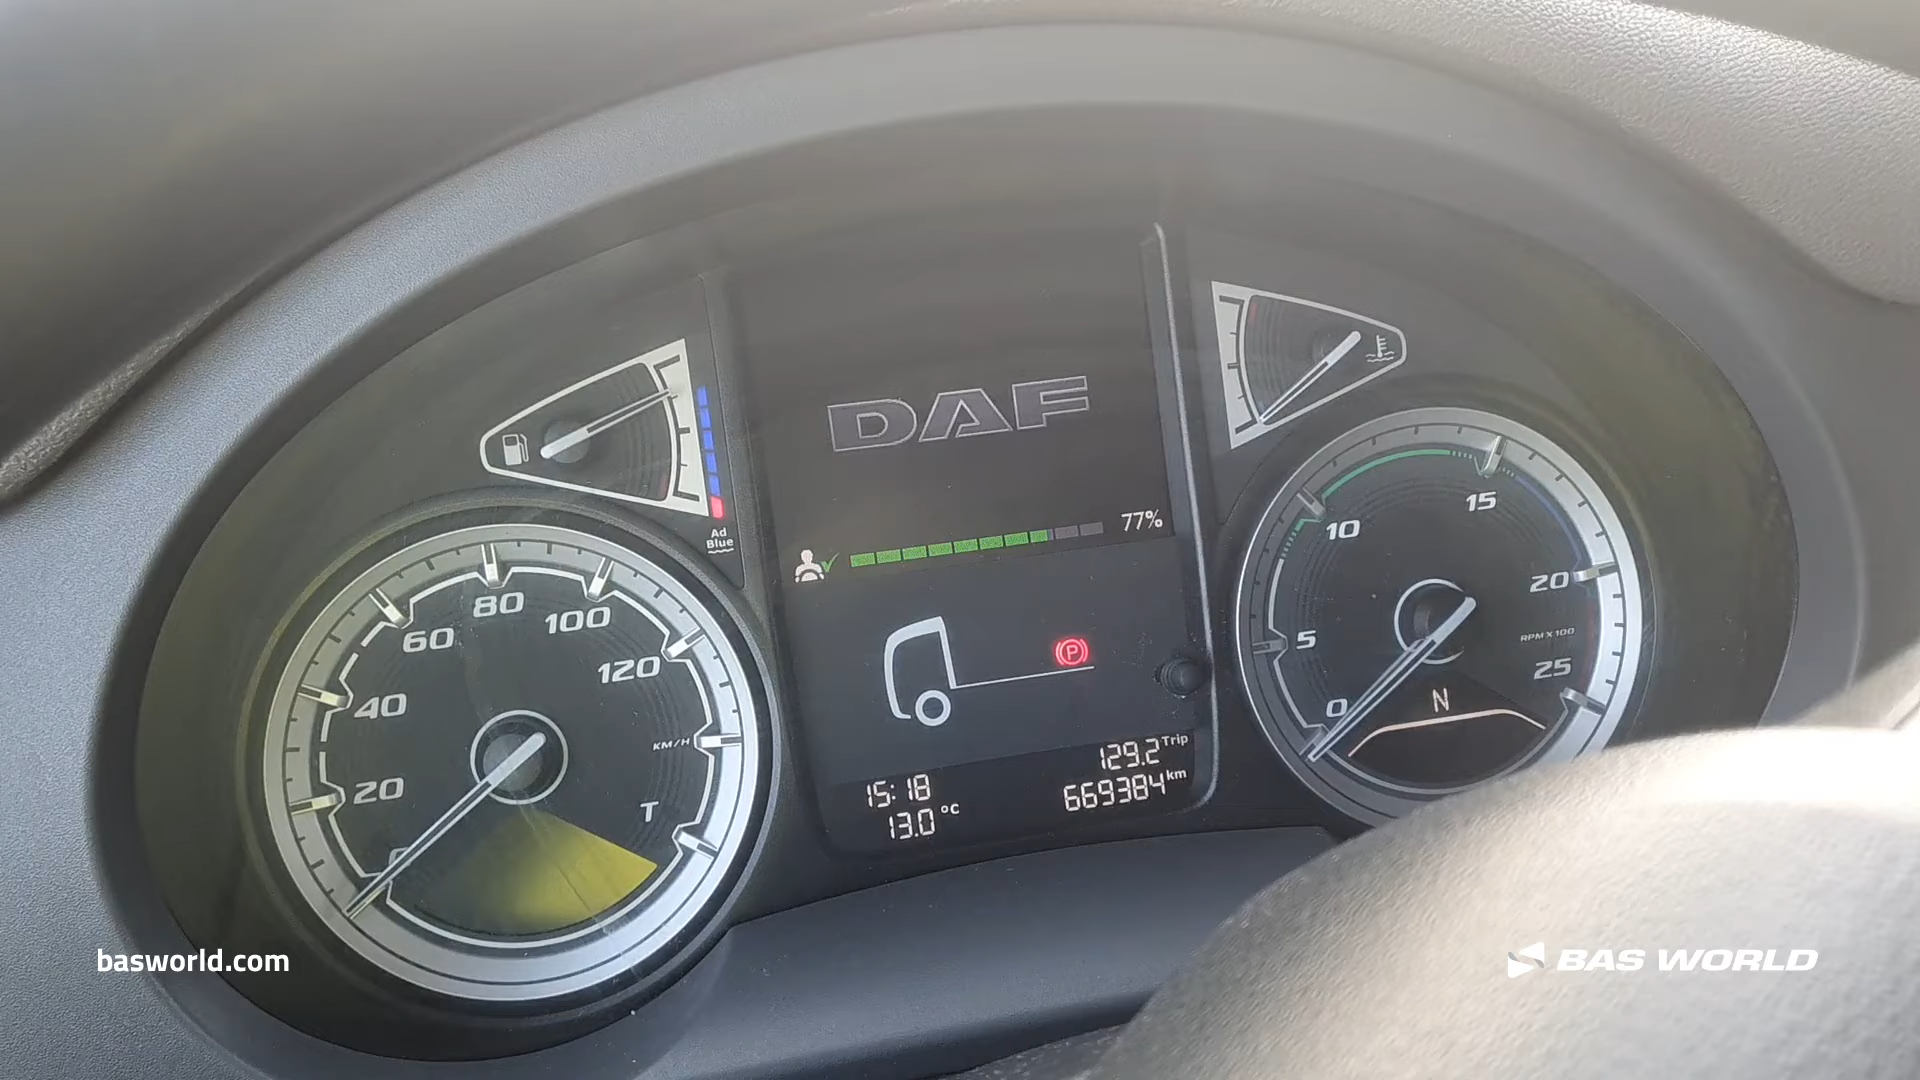 DAF
77%
Ad
Blue
P
20
40
60
80
100
120
KM/H
T
0
5
10
15
20
25
RPM X 100
N
15:18
13.0 °C
129.2 Trip
669384 km
basworld.com
BAS WORLD